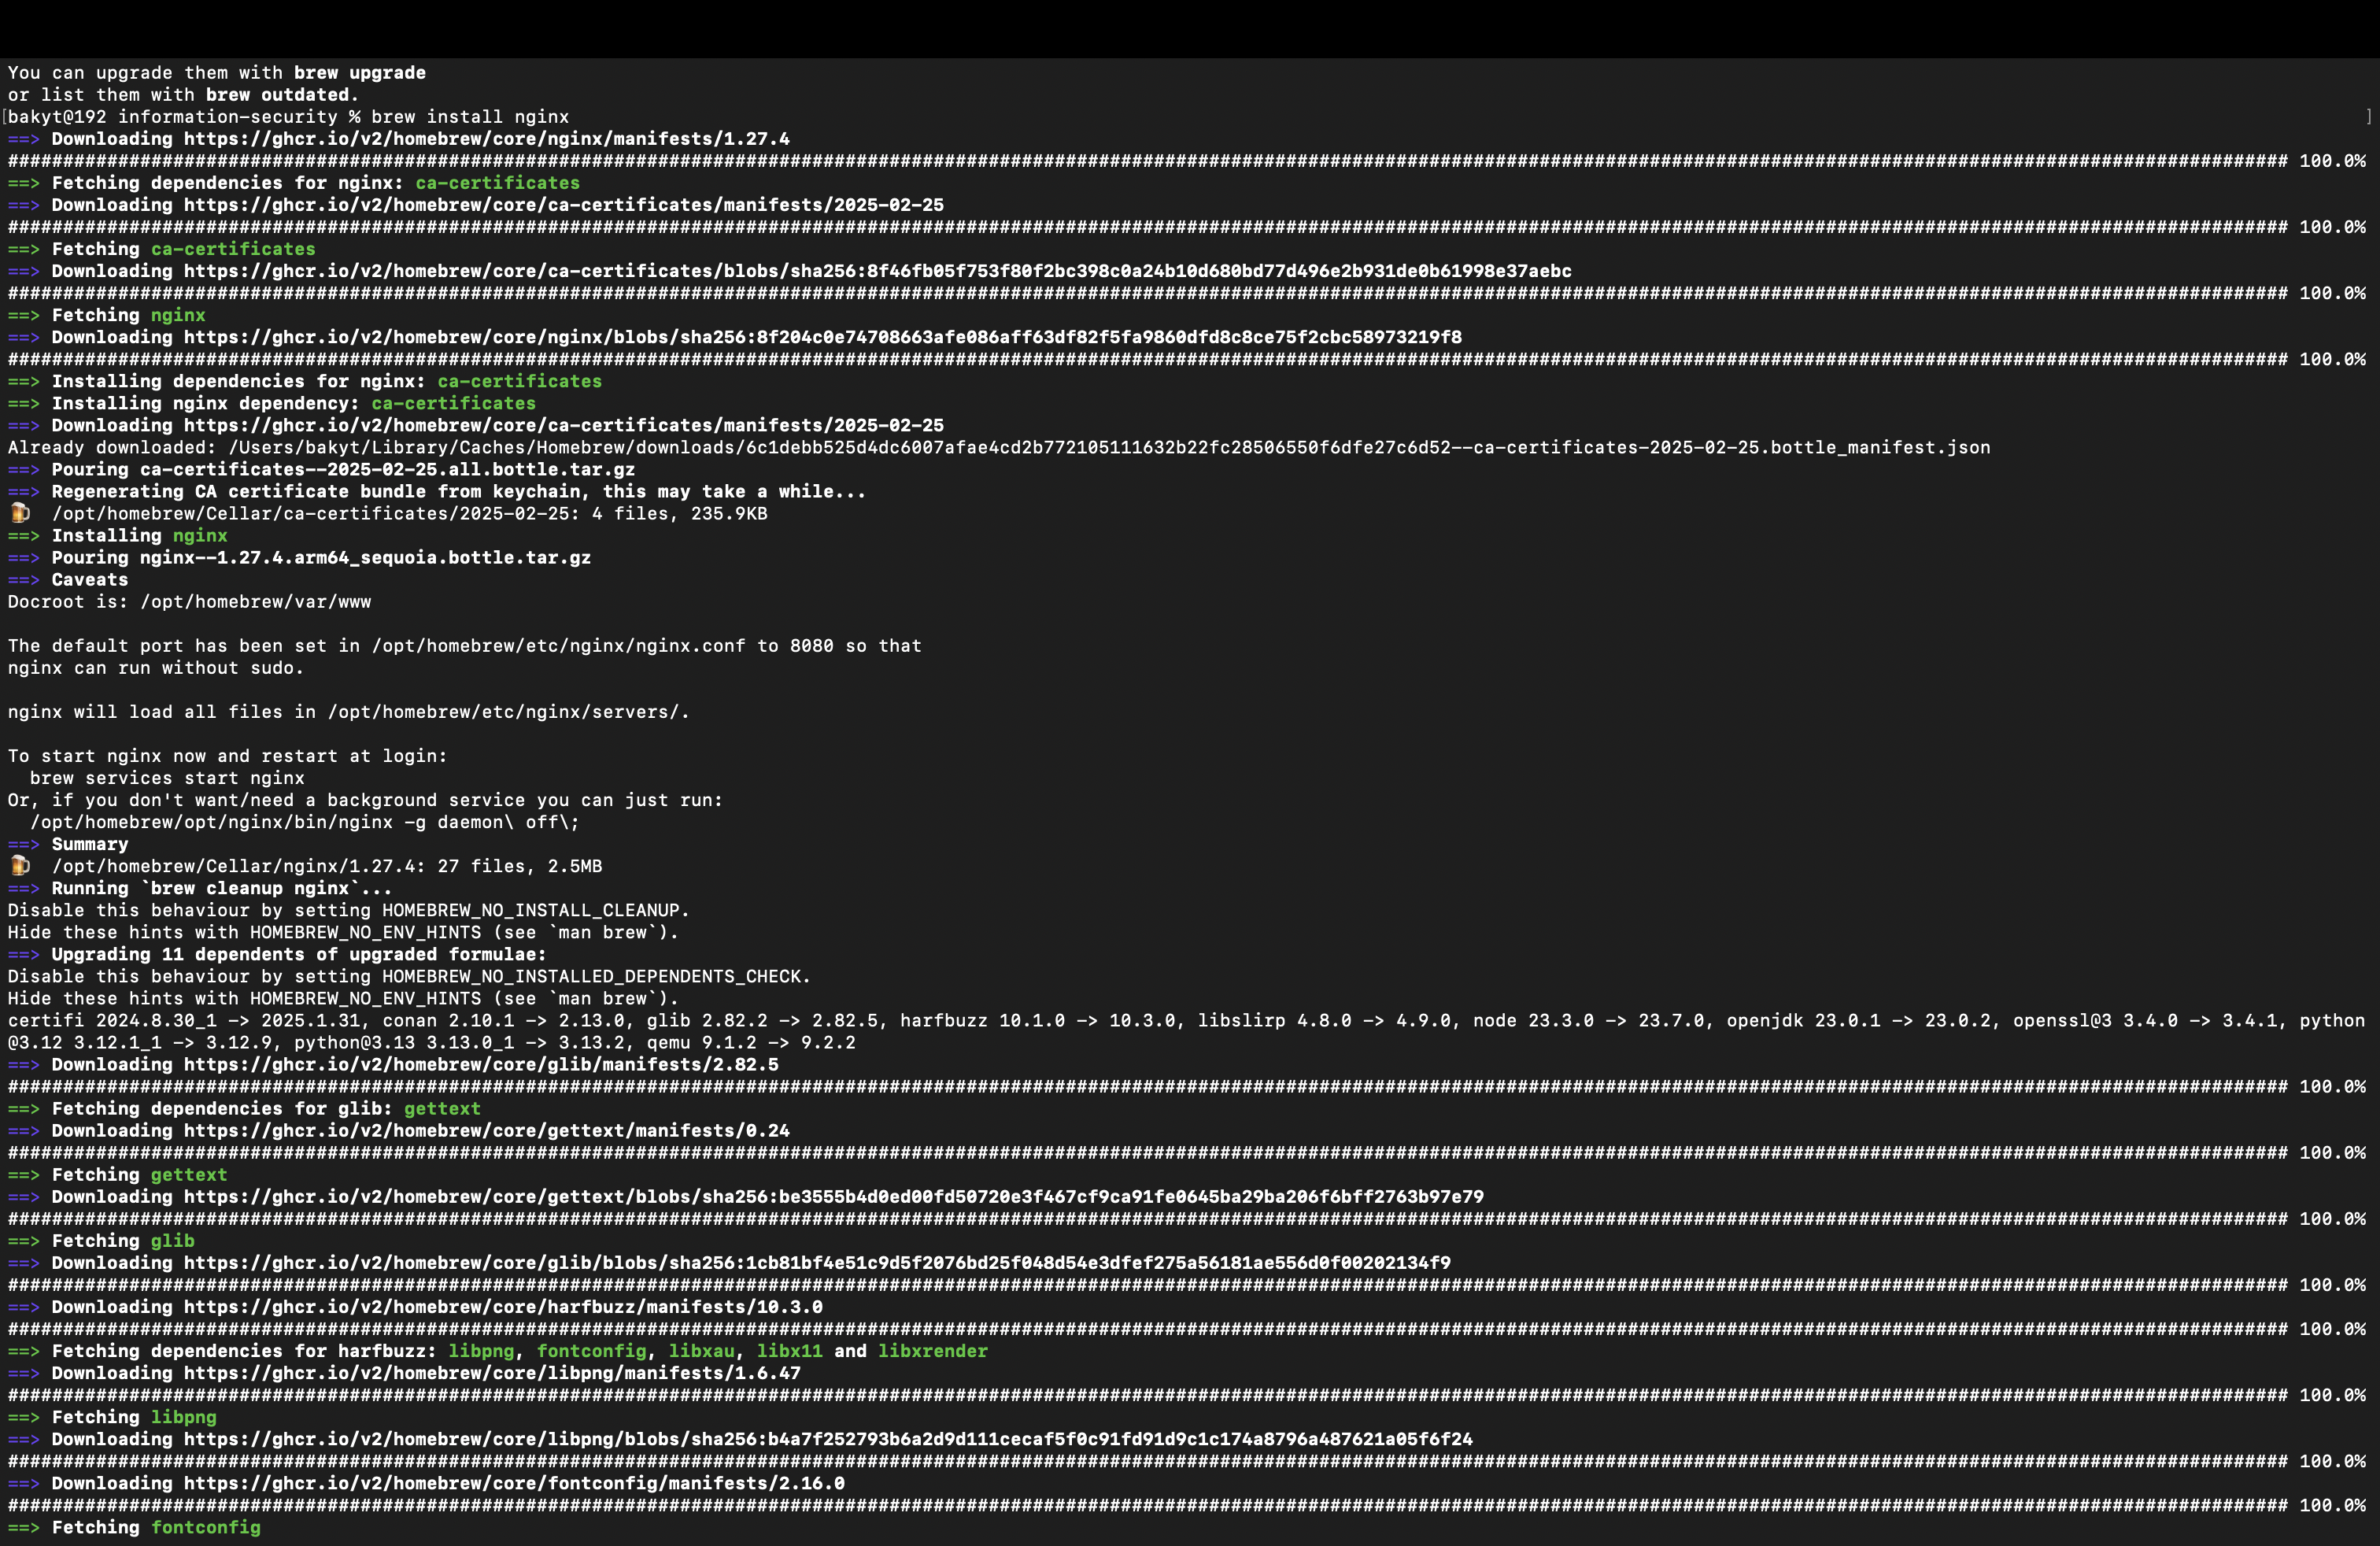 You can upgrade them with brew upgrade
or list them with brew outdated.
[bakyt@192 information-security % brew install nginx ]
==> Downloading https://ghcr.io/v2/homebrew/core/nginx/manifests/1.27.4
######################################################################## 100.0%
==> Fetching dependencies for nginx: ca-certificates
==> Downloading https://ghcr.io/v2/homebrew/core/ca-certificates/manifests/2025-02-25
######################################################################## 100.0%
==> Fetching ca-certificates
==> Downloading https://ghcr.io/v2/homebrew/core/ca-certificates/blobs/sha256:8f46fb05f753f80f2bc398c0a24b10d680bd77d496e2b931de0b61998e37aebc
######################################################################## 100.0%
==> Fetching nginx
==> Downloading https://ghcr.io/v2/homebrew/core/nginx/blobs/sha256:8f204c0e74708663afe086aff63df82f5fa9860dfd8c8ce75f2cbc58973219f8
######################################################################## 100.0%
==> Installing dependencies for nginx: ca-certificates
==> Installing nginx dependency: ca-certificates
==> Downloading https://ghcr.io/v2/homebrew/core/ca-certificates/manifests/2025-02-25
Already downloaded: /Users/bakyt/Library/Caches/Homebrew/downloads/6c1debb525d4dc6007afae4cd2b772105111632b22fc28506550f6dfe27c6d52--ca-certificates-2025-02-25.bottle_manifest.json
==> Pouring ca-certificates--2025-02-25.all.bottle.tar.gz
==> Regenerating CA certificate bundle from keychain, this may take a while...
🍺  /opt/homebrew/Cellar/ca-certificates/2025-02-25: 4 files, 235.9KB
==> Installing nginx
==> Pouring nginx--1.27.4.arm64_sequoia.bottle.tar.gz
==> Caveats
Docroot is: /opt/homebrew/var/www
The default port has been set in /opt/homebrew/etc/nginx/nginx.conf to 8080 so that
nginx can run without sudo.
nginx will load all files in /opt/homebrew/etc/nginx/servers/.
To start nginx now and restart at login:
  brew services start nginx
Or, if you don't want/need a background service you can just run:
  /opt/homebrew/opt/nginx/bin/nginx -g daemon\ off\;
==> Summary
🍺  /opt/homebrew/Cellar/nginx/1.27.4: 27 files, 2.5MB
==> Running `brew cleanup nginx`...
Disable this behaviour by setting HOMEBREW_NO_INSTALL_CLEANUP.
Hide these hints with HOMEBREW_NO_ENV_HINTS (see `man brew`).
==> Upgrading 11 dependents of upgraded formulae:
Disable this behaviour by setting HOMEBREW_NO_INSTALLED_DEPENDENTS_CHECK.
Hide these hints with HOMEBREW_NO_ENV_HINTS (see `man brew`).
certifi 2024.8.30_1 -> 2025.1.31, conan 2.10.1 -> 2.13.0, glib 2.82.2 -> 2.82.5, harfbuzz 10.1.0 -> 10.3.0, libslirp 4.8.0 -> 4.9.0, node 23.3.0 -> 23.7.0, openjdk 23.0.1 -> 23.0.2, openssl@3 3.4.0 -> 3.4.1, python
@3.12 3.12.1_1 -> 3.12.9, python@3.13 3.13.0_1 -> 3.13.2, qemu 9.1.2 -> 9.2.2
==> Downloading https://ghcr.io/v2/homebrew/core/glib/manifests/2.82.5
######################################################################## 100.0%
==> Fetching dependencies for glib: gettext
==> Downloading https://ghcr.io/v2/homebrew/core/gettext/manifests/0.24
######################################################################## 100.0%
==> Fetching gettext
==> Downloading https://ghcr.io/v2/homebrew/core/gettext/blobs/sha256:be3555b4d0ed00fd50720e3f467cf9ca91fe0645ba29ba206f6bff2763b97e79
######################################################################## 100.0%
==> Fetching glib
==> Downloading https://ghcr.io/v2/homebrew/core/glib/blobs/sha256:1cb81bf4e51c9d5f2076bd25f048d54e3dfef275a56181ae556d0f00202134f9
######################################################################## 100.0%
==> Downloading https://ghcr.io/v2/homebrew/core/harfbuzz/manifests/10.3.0
######################################################################## 100.0%
==> Fetching dependencies for harfbuzz: libpng, fontconfig, libxau, libx11 and libxrender
==> Downloading https://ghcr.io/v2/homebrew/core/libpng/manifests/1.6.47
######################################################################## 100.0%
==> Fetching libpng
==> Downloading https://ghcr.io/v2/homebrew/core/libpng/blobs/sha256:b4a7f252793b6a2d9d111cecaf5f0c91fd91d9c1c174a8796a487621a05f6f24
######################################################################## 100.0%
==> Downloading https://ghcr.io/v2/homebrew/core/fontconfig/manifests/2.16.0
######################################################################## 100.0%
==> Fetching fontconfig